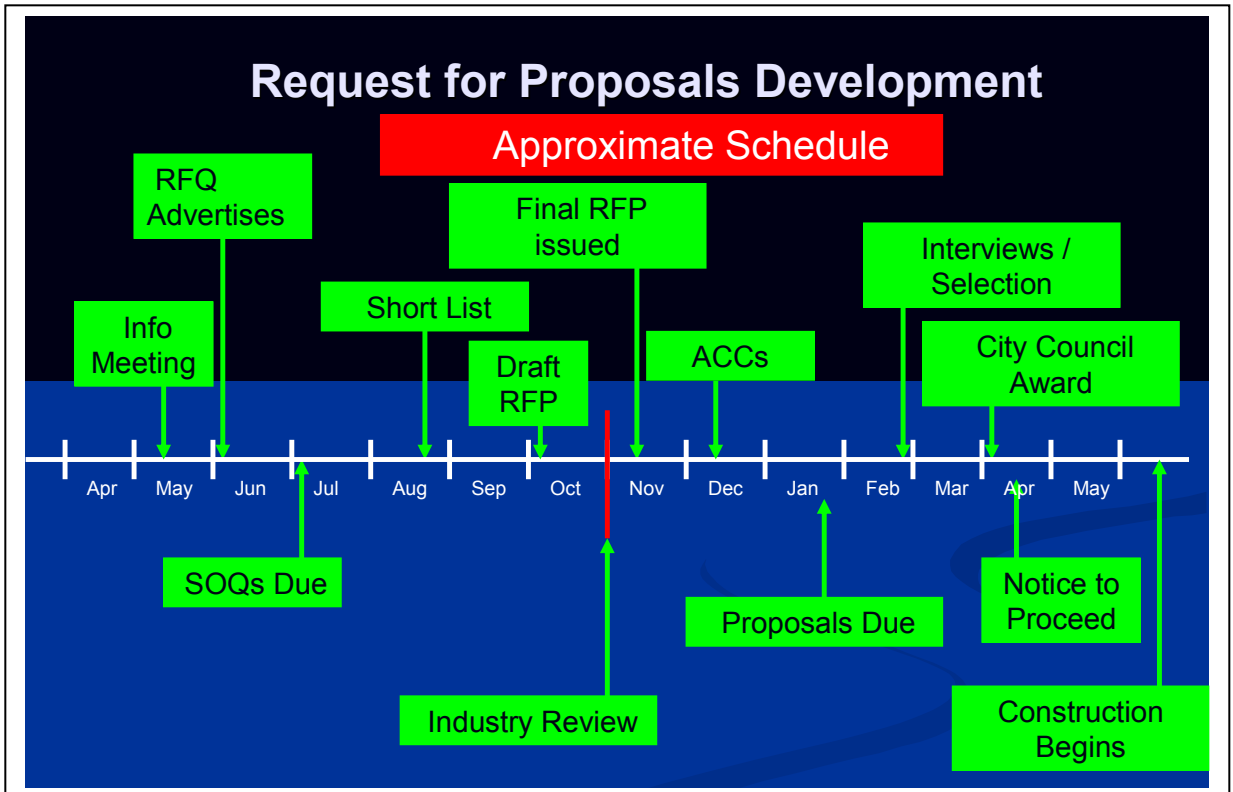 Request for Proposals Development
Approximate Schedule
RFQ
Advertises
Final RFP
issued
Interviews /
Selection
Short List
Info
Meeting
Draft
RFP
ACCs
City Council
Award
Apr May Jun Jul Aug Sep Oct Nov Dec Jan Feb Mar Apr May
SOQs Due
Proposals Due
Notice to
Proceed
Industry Review
Construction
Begins